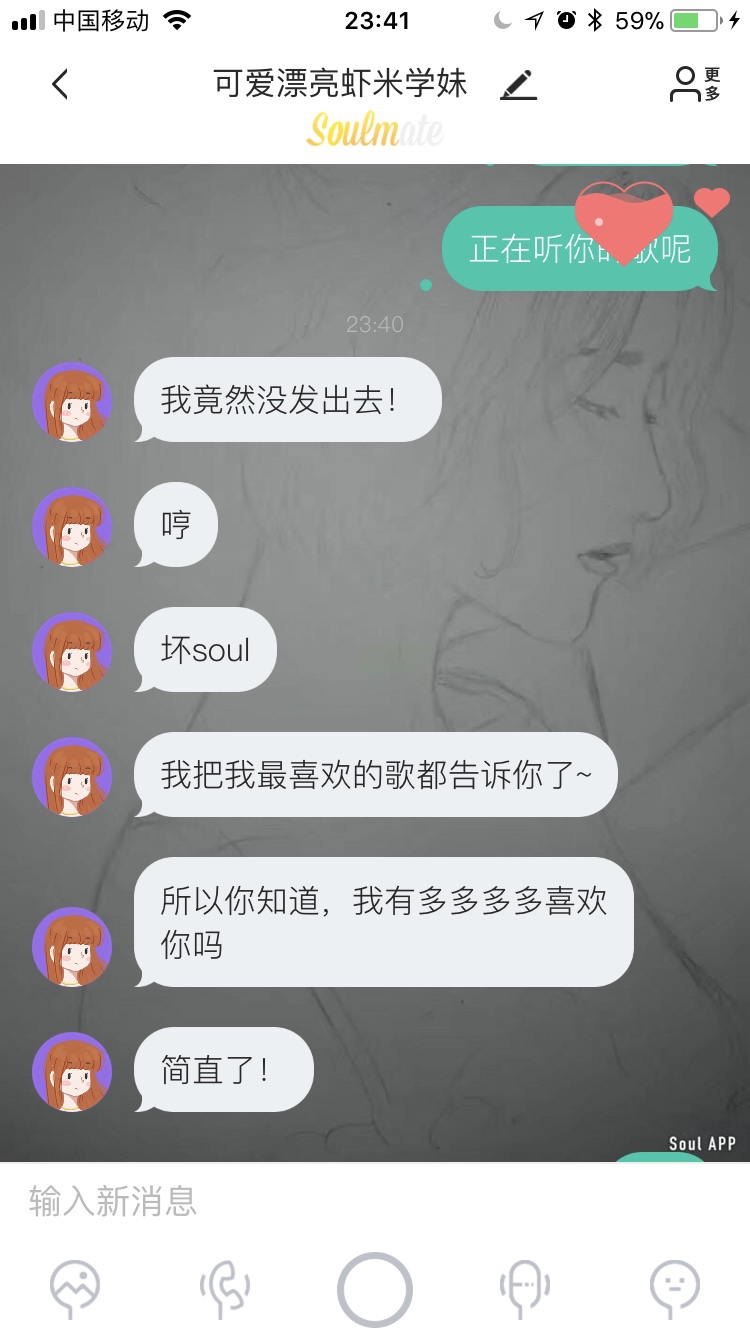 中国移动 23:41 59%
可爱漂亮虾米学妹 更多
Soulmate
正在听你的歌呢
23:40
我竟然没发出去！
哼
坏soul
我把我最喜欢的歌都告诉你了~
所以你知道，我有多多多多喜欢
你吗
简直了！
Soul APP
输入新消息